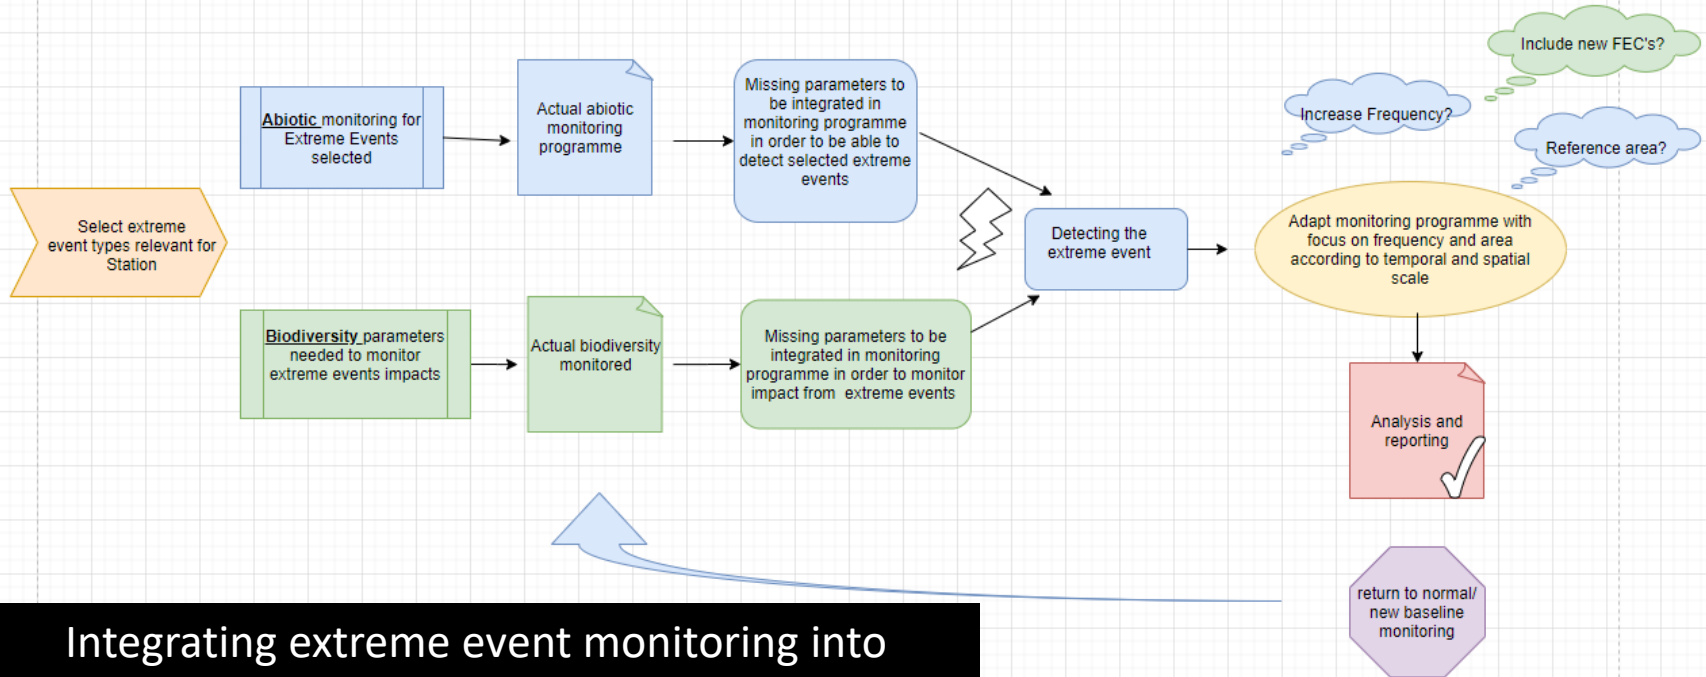 Include new FEC's?
Increase Frequency?
Reference area?
Select extreme
event types relevant for
Station
Abiotic monitoring for
Extreme Events
selected
Actual abiotic
monitoring
programme
Missing parameters to
be integrated in
monitoring programme
in order to be able to
detect selected extreme
events
Biodiversity parameters
needed to monitor
extreme events impacts
Actual biodiversity
monitored
Missing parameters to be
integrated in monitoring
programme in order to monitor
impact from extreme events
Detecting the
extreme event
Adapt monitoring programme with
focus on frequency and area
according to temporal and spatial
scale
Analysis and
reporting
return to normal/
new baseline
monitoring
Integrating extreme event monitoring into